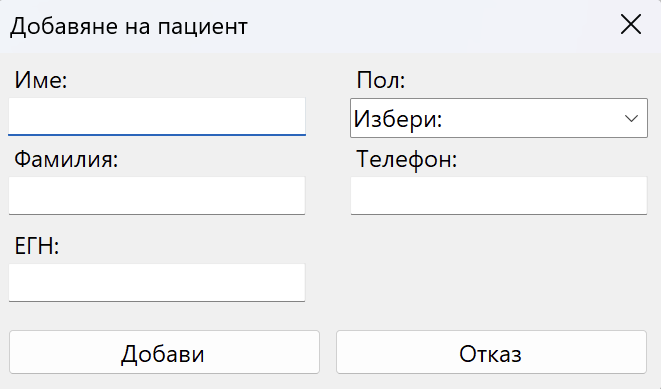 Добавяне на пациент
Име:
Пол:
Избери:
Фамилия:
Телефон:
ЕГН:
Добави
Отказ